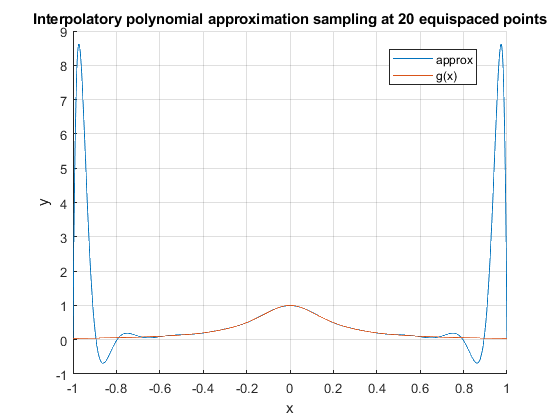 Interpolatory polynomial approximation sampling at 20 equispaced points
approx
g(x)
9
8
7
6
5
4
3
2
1
0
-1
y
-1 -0.8 -0.6 -0.4 -0.2 0 0.2 0.4 0.6 0.8 1
x